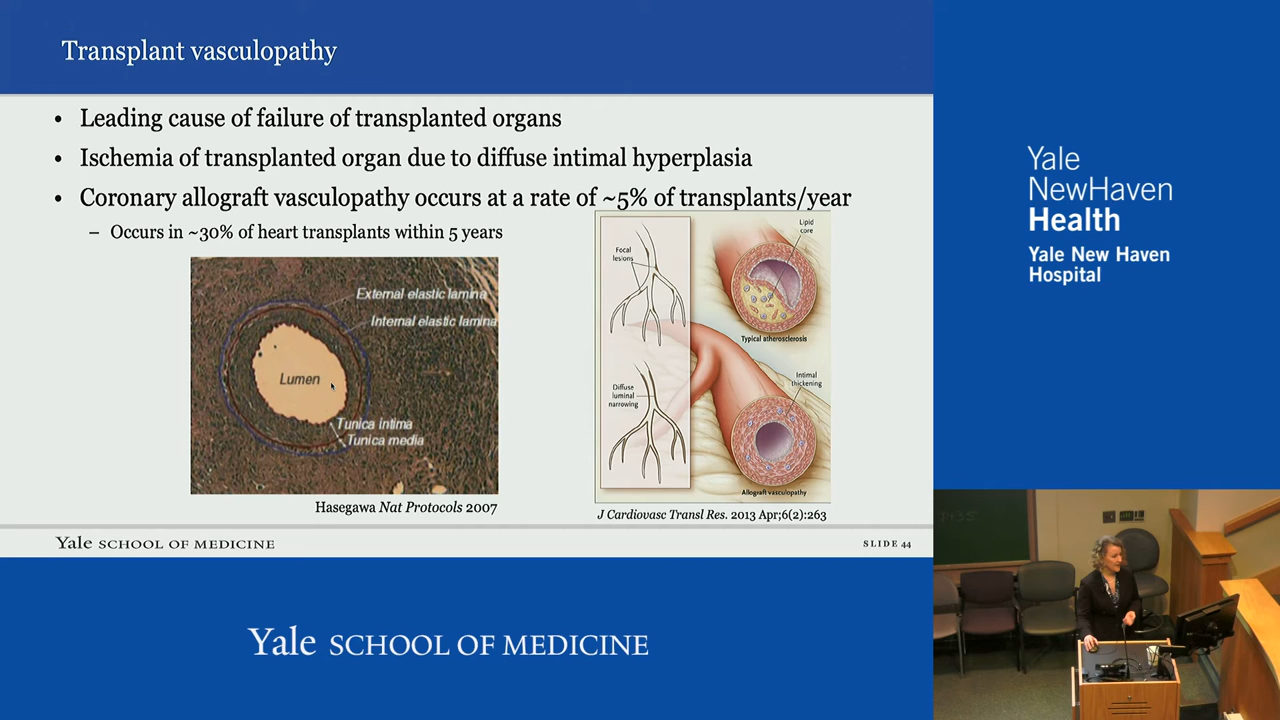 Transplant vasculopathy
• Leading cause of failure of transplanted organs
• Ischemia of transplanted organ due to diffuse intimal hyperplasia
• Coronary allograft vasculopathy occurs at a rate of ~5% of transplants/year
– Occurs in ~30% of heart transplants within 5 years
External elastic lamina
Internal elastic lamina
Lumen
Tunica intima
Tunica media
Hasegawa Nat Protocols 2007
Focal
lesions
Lipid
core
Typical atherosclerosis
Diffuse
luminal
narrowing
Intimal
thickening
Allograft vasculopathy
J Cardiovasc Transl Res. 2013 Apr;6(2):263
Yale SCHOOL OF MEDICINE
SLIDE 44
Yale
NewHaven
Health
Yale New Haven
Hospital
Yale SCHOOL OF MEDICINE